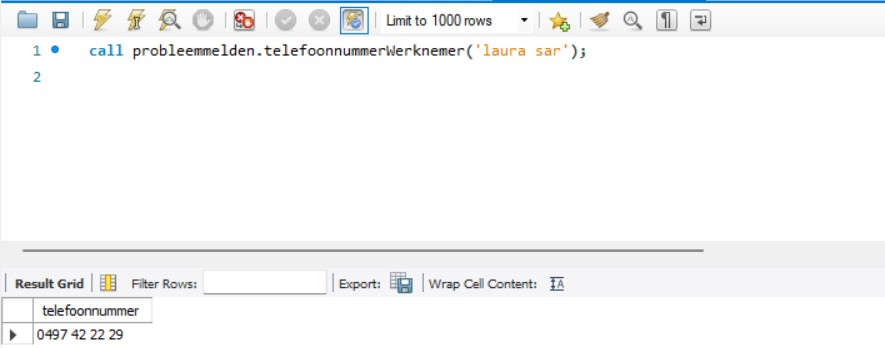 Limit to 1000 rows
1 call probleemmelden.telefoonnummerWerknemer('laura sar');
2
Result Grid Filter Rows: Export: Wrap Cell Content:
telefoonnummer
0497 42 22 29